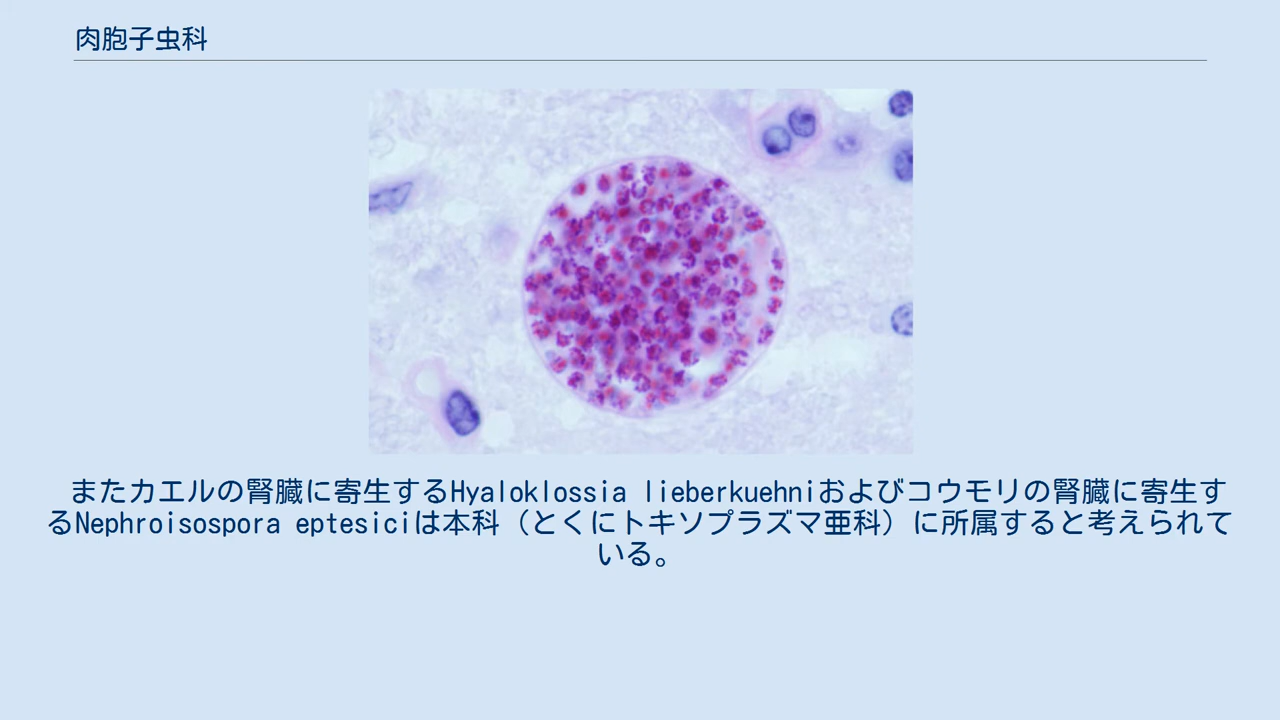 肉胞子虫科
またカエルの腎臓に寄生するHyaloklossia lieberkuehniおよびコウモリの腎臓に寄生す
るNephroisospora eptesiciは本科（とくにトキソプラズマ亜科）に所属すると考えられて
いる。